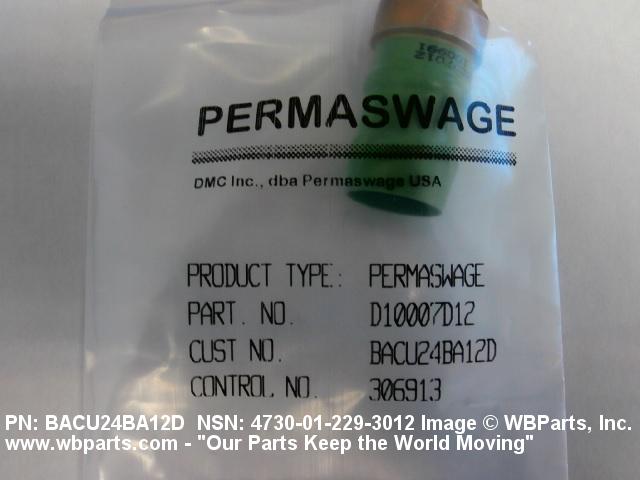 PERMASWAGE
DMC Inc., dba Permaswage USA
PRODUCT TYPE: PERMASWAGE
PART. NO. D10007D12
CUST NO. BACU24BA12D
CONTROL NO. 306913
PN: BACU24BA12D NSN: 4730-01-229-3012 Image © WBParts, Inc.
www.wbparts.com - "Our Parts Keep the World Moving"